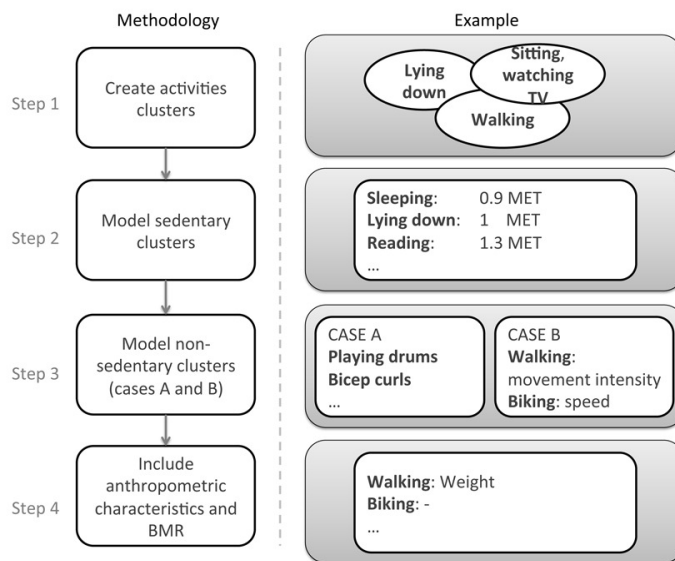 Methodology
Example
Step 1
Create activities
clusters
Lying
down
Sitting,
watching
TV
Walking
Step 2
Model sedentary
clusters
Sleeping: 0.9 MET
Lying down: 1 MET
Reading: 1.3 MET
...
Step 3
Model non-
sedentary clusters
(cases A and B)
CASE A
Playing drums
Bicep curls
...
CASE B
Walking:
movement intensity
Biking: speed
Step 4
Include
anthropometric
characteristics and
BMR
Walking: Weight
Biking: -
...